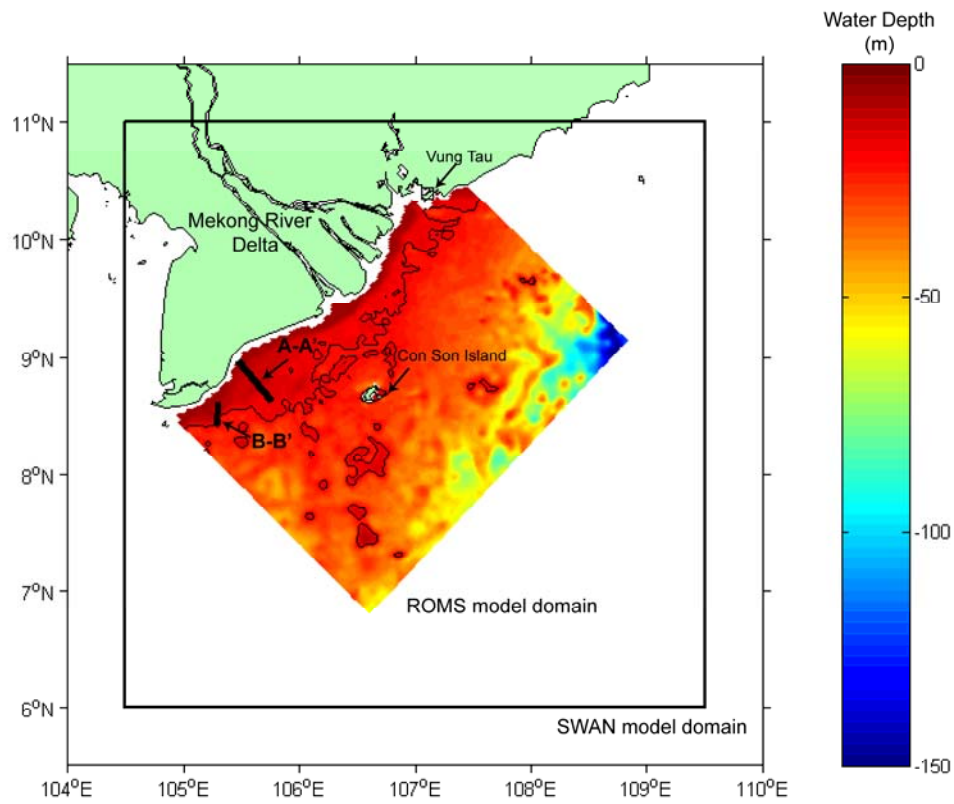 Water Depth
(m)
0
-50
-100
-150
11°N
10°N
9°N
8°N
7°N
6°N
104°E
105°E
106°E
107°E
108°E
109°E
110°E
Vung Tau
Mekong River
Delta
A-A'
Con Son Island
B-B'
ROMS model domain
SWAN model domain